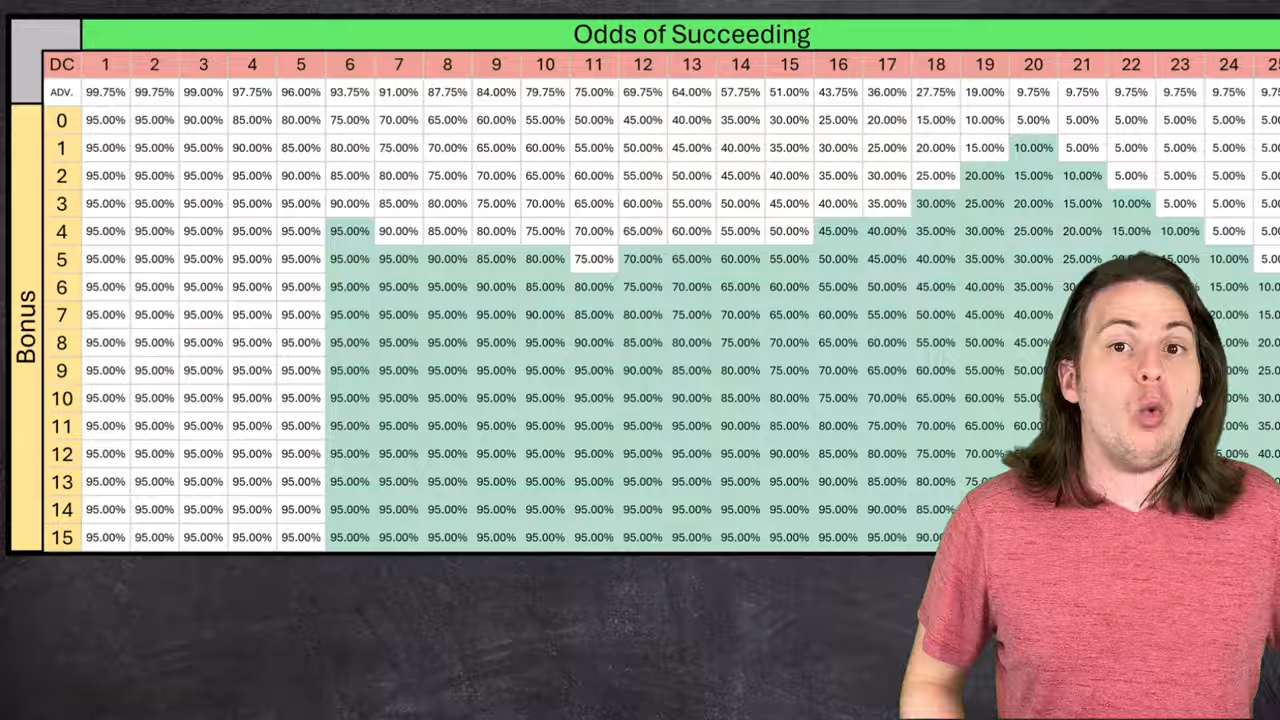 Odds of Succeeding
DC 1 2 3 4 5 6 7 8 9 10 11 12 13 14 15 16 17 18 19 20 21 22 23 24
ADV. 99.75% 99.75% 99.00% 97.75% 96.00% 93.75% 91.00% 87.75% 84.00% 79.75% 75.00% 69.75% 64.00% 57.75% 51.00% 43.75% 36.00% 27.75% 19.00% 9.75% 9.75% 9.75% 9.75% 9.75%
Bonus
0 95.00% 95.00% 90.00% 85.00% 80.00% 75.00% 70.00% 65.00% 60.00% 55.00% 50.00% 45.00% 40.00% 35.00% 30.00% 25.00% 20.00% 15.00% 10.00% 5.00% 5.00% 5.00% 5.00% 5.00%
1 95.00% 95.00% 95.00% 90.00% 85.00% 80.00% 75.00% 70.00% 65.00% 60.00% 55.00% 50.00% 45.00% 40.00% 35.00% 30.00% 25.00% 20.00% 15.00% 10.00% 5.00% 5.00% 5.00% 5.00%
2 95.00% 95.00% 95.00% 95.00% 90.00% 85.00% 80.00% 75.00% 70.00% 65.00% 60.00% 55.00% 50.00% 45.00% 40.00% 35.00% 30.00% 25.00% 20.00% 15.00% 10.00% 5.00% 5.00% 5.00%
3 95.00% 95.00% 95.00% 95.00% 95.00% 90.00% 85.00% 80.00% 75.00% 70.00% 65.00% 60.00% 55.00% 50.00% 45.00% 40.00% 35.00% 30.00% 25.00% 20.00% 15.00% 10.00% 5.00% 5.00%
4 95.00% 95.00% 95.00% 95.00% 95.00% 95.00% 90.00% 85.00% 80.00% 75.00% 70.00% 65.00% 60.00% 55.00% 50.00% 45.00% 40.00% 35.00% 30.00% 25.00% 20.00% 15.00% 10.00% 5.00%
5 95.00% 95.00% 95.00% 95.00% 95.00% 95.00% 95.00% 90.00% 85.00% 80.00% 75.00% 70.00% 65.00% 60.00% 55.00% 50.00% 45.00% 40.00% 35.00% 30.00% 25.00% 15.00% 10.00%
6 95.00% 95.00% 95.00% 95.00% 95.00% 95.00% 95.00% 95.00% 90.00% 85.00% 80.00% 75.00% 70.00% 65.00% 60.00% 55.00% 50.00% 45.00% 40.00% 35.00% 15.00%
7 95.00% 95.00% 95.00% 95.00% 95.00% 95.00% 95.00% 95.00% 95.00% 90.00% 85.00% 80.00% 75.00% 70.00% 65.00% 60.00% 55.00% 50.00% 45.00% 40.00% 20.00%
8 95.00% 95.00% 95.00% 95.00% 95.00% 95.00% 95.00% 95.00% 95.00% 95.00% 90.00% 85.00% 80.00% 75.00% 70.00% 65.00% 60.00% 55.00% 50.00% 45.00%
9 95.00% 95.00% 95.00% 95.00% 95.00% 95.00% 95.00% 95.00% 95.00% 95.00% 95.00% 90.00% 85.00% 80.00% 75.00% 70.00% 65.00% 60.00% 55.00%
10 95.00% 95.00% 95.00% 95.00% 95.00% 95.00% 95.00% 95.00% 95.00% 95.00% 95.00% 95.00% 90.00% 85.00% 80.00% 75.00% 70.00% 65.00% 60.00%
11 95.00% 95.00% 95.00% 95.00% 95.00% 95.00% 95.00% 95.00% 95.00% 95.00% 95.00% 95.00% 95.00% 90.00% 85.00% 80.00% 75.00% 70.00% 65.00%
12 95.00% 95.00% 95.00% 95.00% 95.00% 95.00% 95.00% 95.00% 95.00% 95.00% 95.00% 95.00% 95.00% 95.00% 90.00% 85.00% 80.00% 75.00% 70.00%
13 95.00% 95.00% 95.00% 95.00% 95.00% 95.00% 95.00% 95.00% 95.00% 95.00% 95.00% 95.00% 95.00% 95.00% 95.00% 90.00% 85.00% 80.00%
14 95.00% 95.00% 95.00% 95.00% 95.00% 95.00% 95.00% 95.00% 95.00% 95.00% 95.00% 95.00% 95.00% 95.00% 95.00% 95.00% 90.00% 85.00%
15 95.00% 95.00% 95.00% 95.00% 95.00% 95.00% 95.00% 95.00% 95.00% 95.00% 95.00% 95.00% 95.00% 95.00% 95.00% 95.00% 95.00%